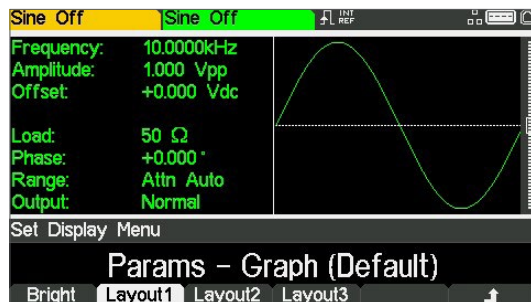 Sine Off Sine Off INT REF
Frequency: 10.0000kHz
Amplitude: 1.000 Vpp
Offset: +0.000 Vdc
Load: 50 Ω
Phase: +0.000 °
Range: Attn Auto
Output: Normal
Set Display Menu
Params – Graph (Default)
Bright Layout1 Layout2 Layout3